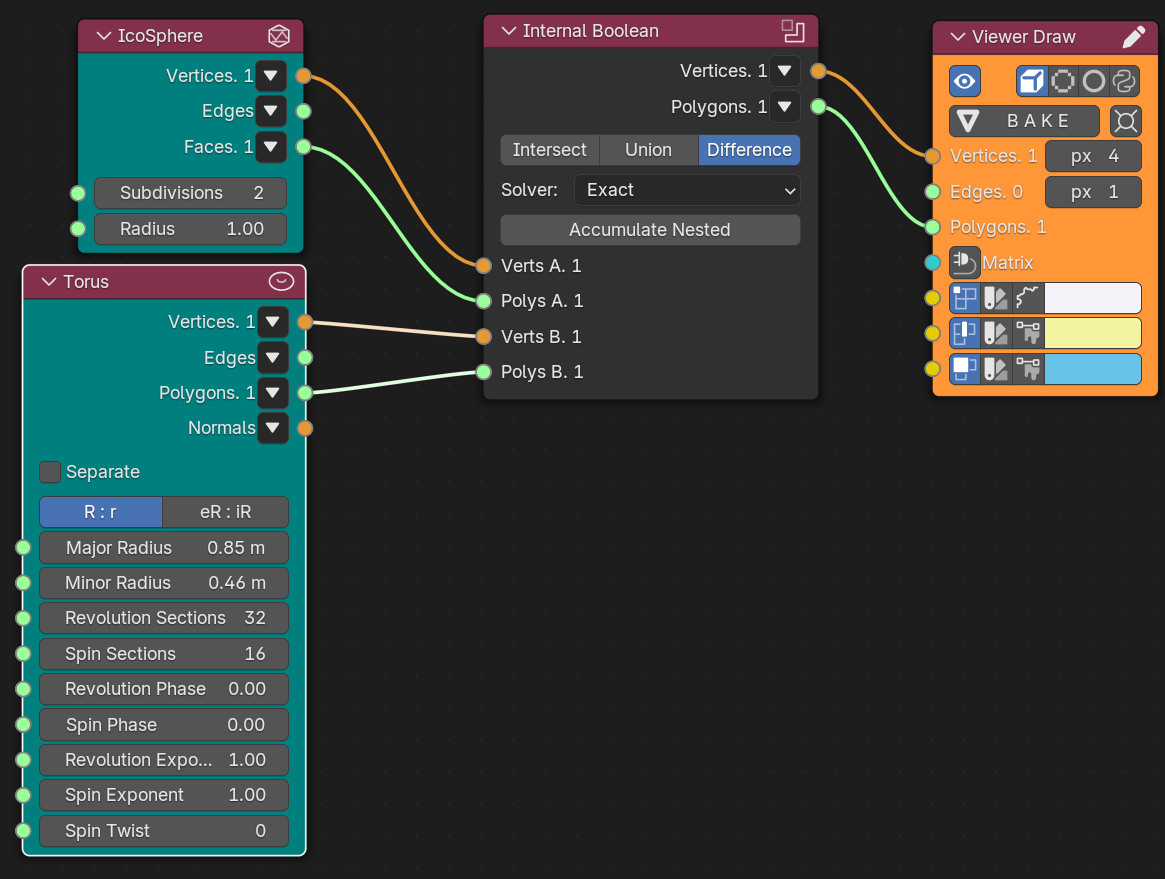 IcoSphere
Vertices. 1
Edges
Faces. 1
Subdivisions 2
Radius 1.00
Torus
Vertices. 1
Edges
Polygons. 1
Normals
Separate
R : r eR : iR
Major Radius 0.85 m
Minor Radius 0.46 m
Revolution Sections 32
Spin Sections 16
Revolution Phase 0.00
Spin Phase 0.00
Revolution Expo... 1.00
Spin Exponent 1.00
Spin Twist 0
Internal Boolean
Vertices. 1
Polygons. 1
Intersect Union Difference
Solver: Exact
Accumulate Nested
Verts A. 1
Polys A. 1
Verts B. 1
Polys B. 1
Viewer Draw
BAKE
Vertices. 1 px 4
Edges. 0 px 1
Polygons. 1
Matrix